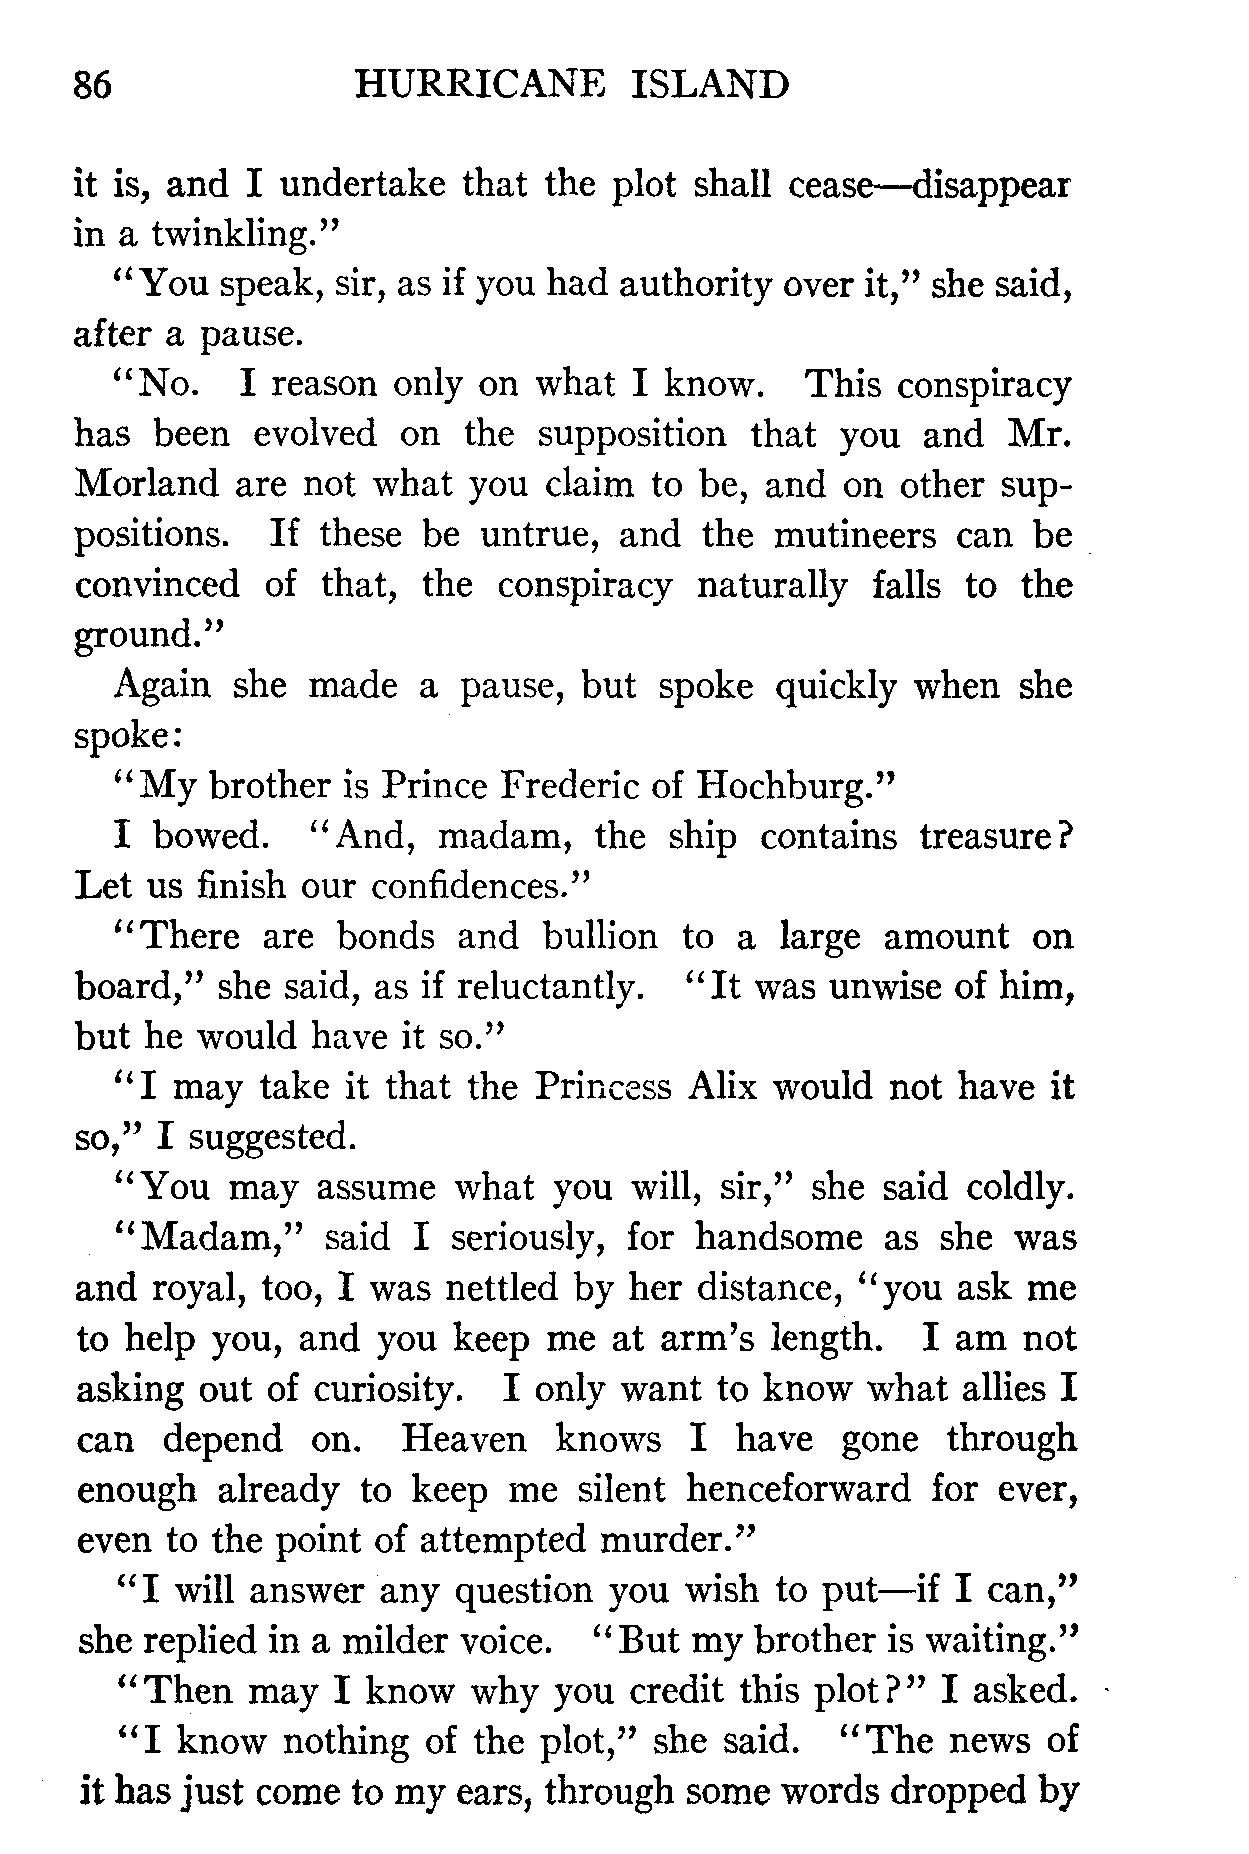 86 HURRICANE ISLAND
it is, and I undertake that the plot shall cease—disappear
in a twinkling."
"You speak, sir, as if you had authority over it," she said,
after a pause.
"No. I reason only on what I know. This conspiracy
has been evolved on the supposition that you and Mr.
Morland are not what you claim to be, and on other sup-
positions. If these be untrue, and the mutineers can be
convinced of that, the conspiracy naturally falls to the
ground."
Again she made a pause, but spoke quickly when she
spoke:
"My brother is Prince Frederic of Hochburg."
I bowed. "And, madam, the ship contains treasure?
Let us finish our confidences."
"There are bonds and bullion to a large amount on
board," she said, as if reluctantly. "It was unwise of him,
but he would have it so."
"I may take it that the Princess Alix would not have it
so," I suggested.
"You may assume what you will, sir," she said coldly.
"Madam," said I seriously, for handsome as she was
and royal, too, I was nettled by her distance, "you ask me
to help you, and you keep me at arm's length. I am not
asking out of curiosity. I only want to know what allies I
can depend on. Heaven knows I have gone through
enough already to keep me silent henceforward for ever,
even to the point of attempted murder."
"I will answer any question you wish to put—if I can,"
she replied in a milder voice. "But my brother is waiting."
"Then may I know why you credit this plot?" I asked.
"I know nothing of the plot," she said. "The news of
it has just come to my ears, through some words dropped by